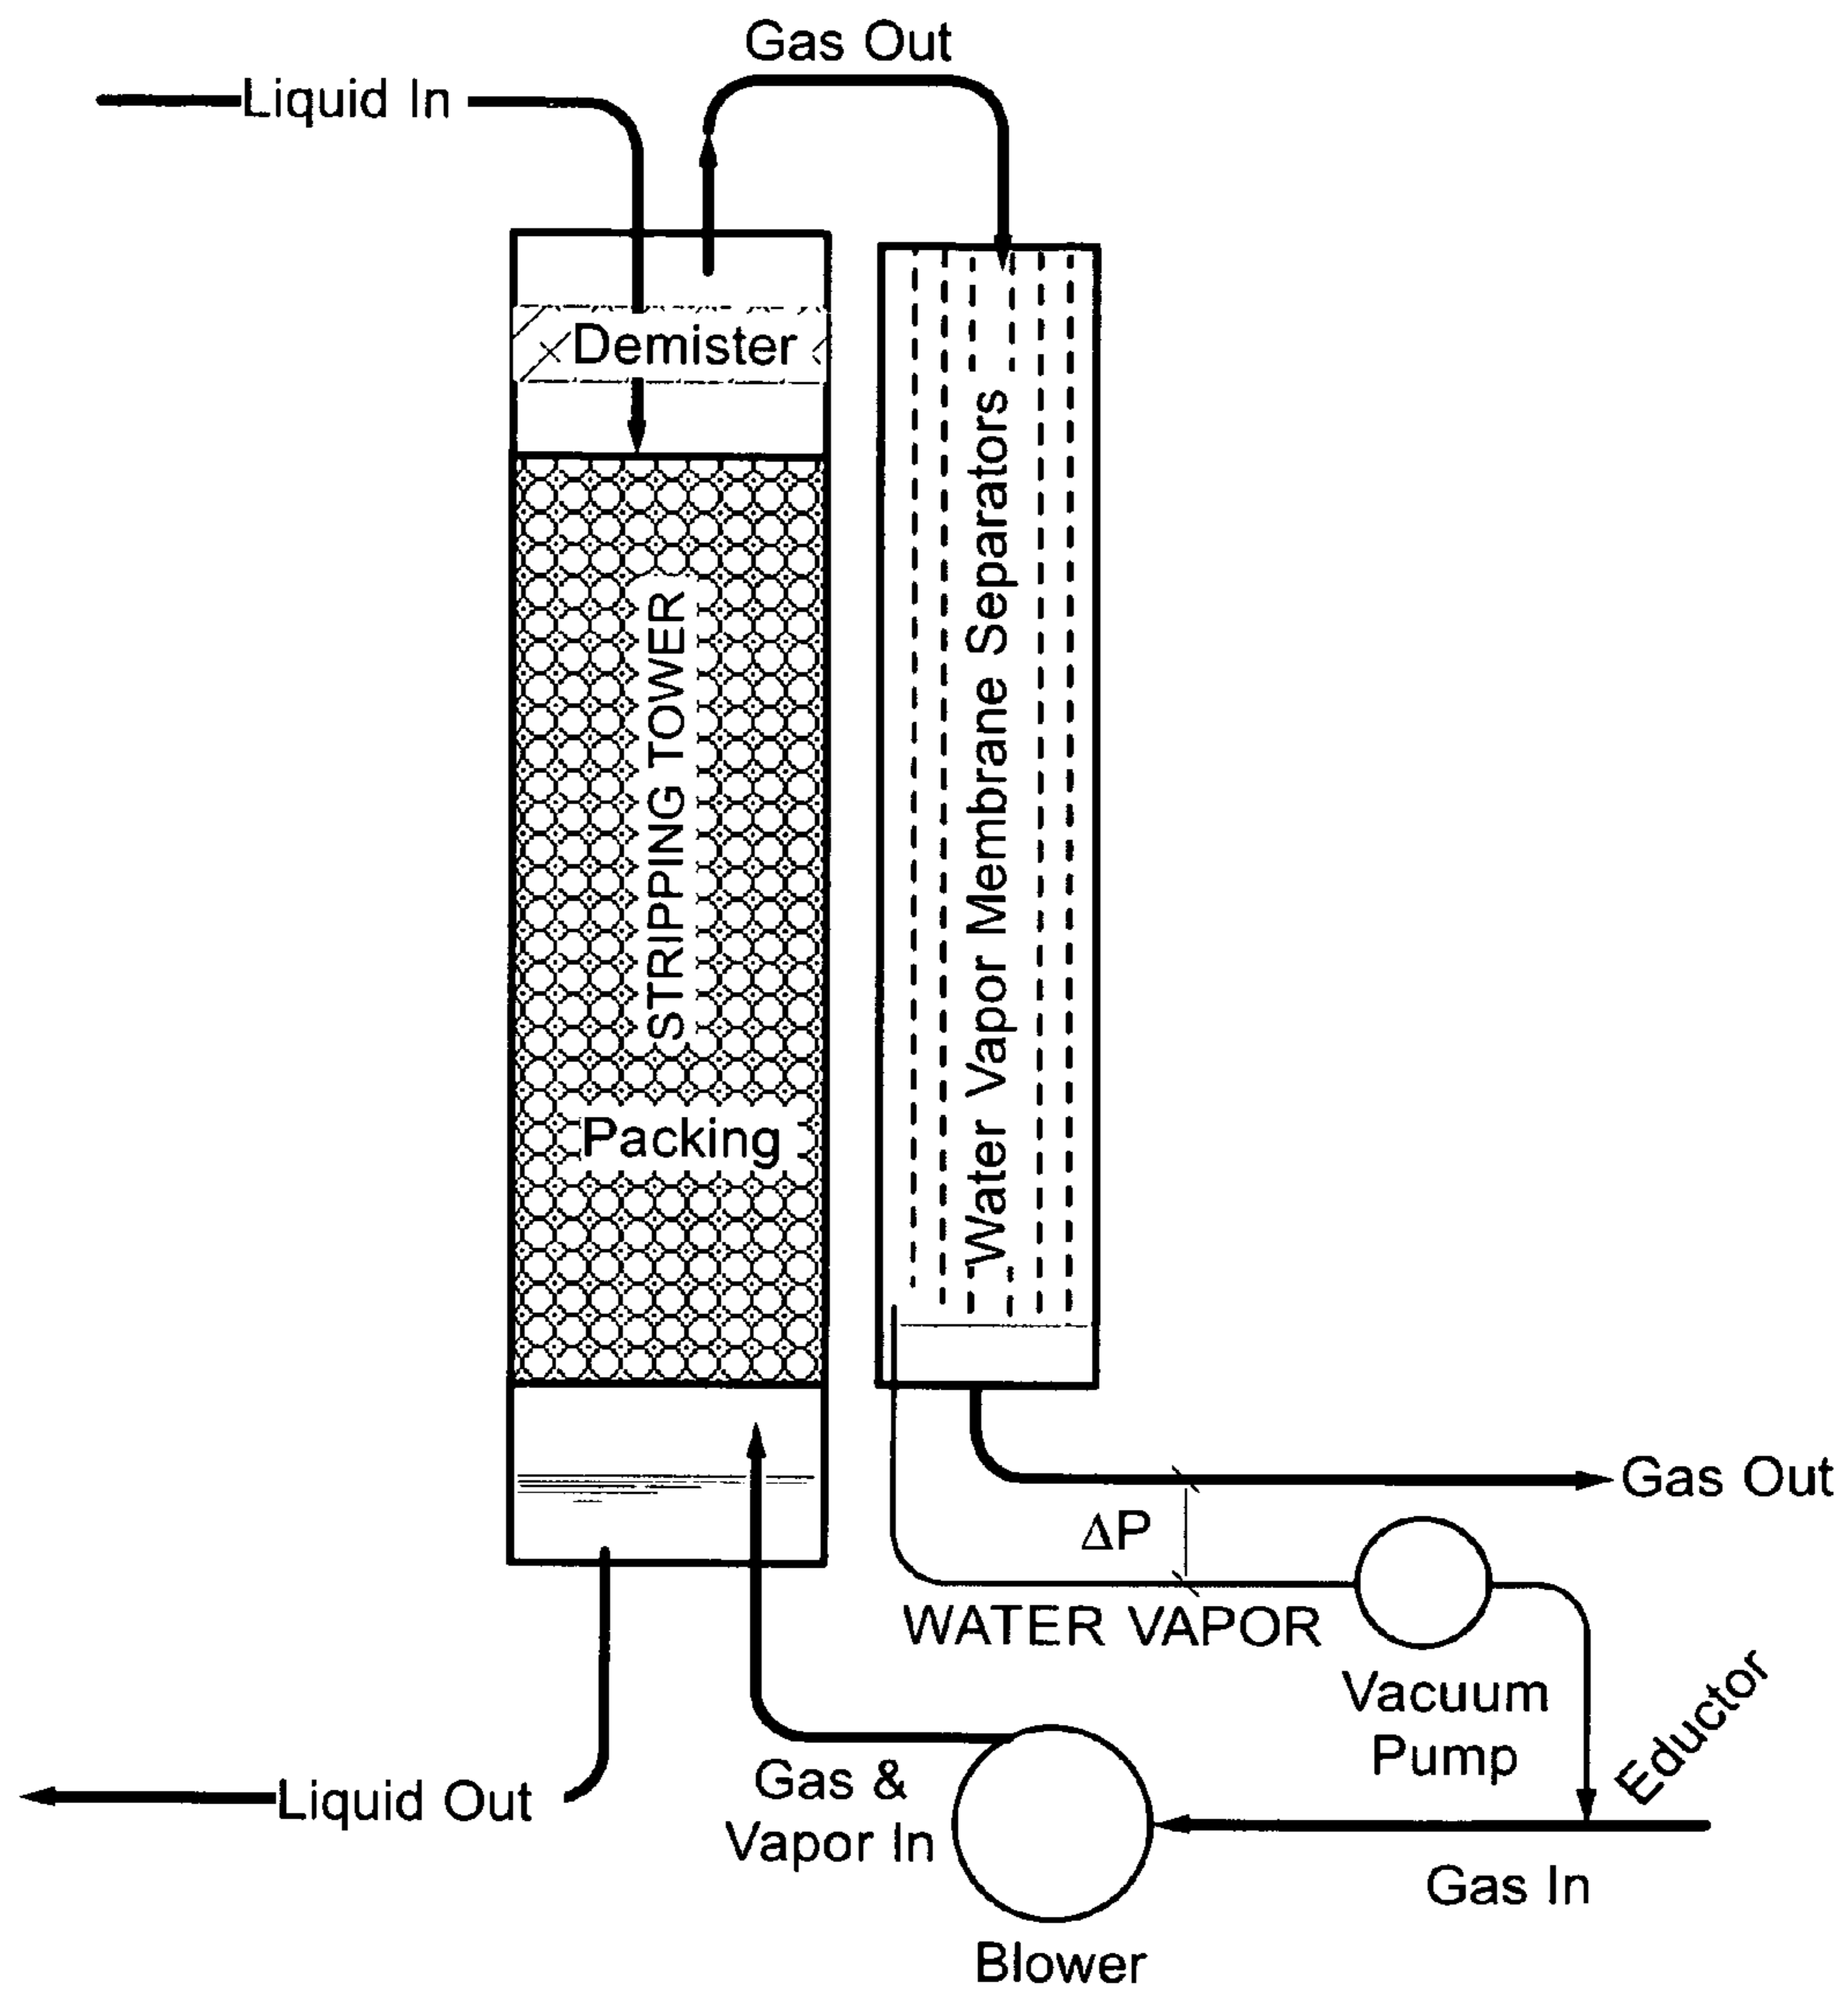 Gas Out
Liquid In
Demister
STRIPPING TOWER
Water Vapor Membrane Separators
Packing
Gas Out
ΔP
WATER VAPOR
Vacuum
Pump
Eductor
Gas &
Vapor In
Liquid Out
Gas In
Blower